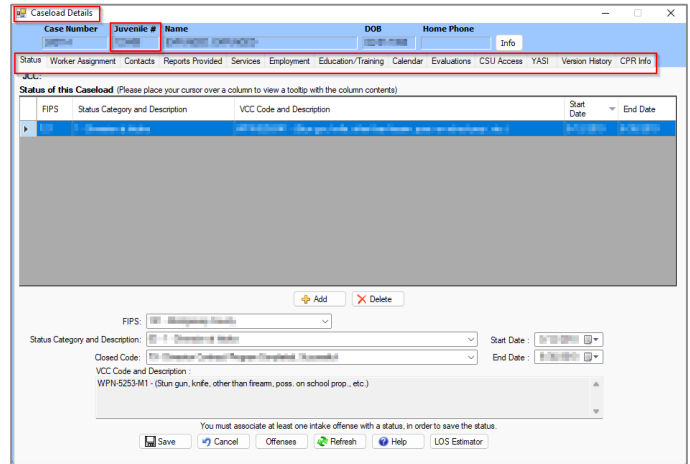 Caseload Details
Case Number Juvenile # Name DOB Home Phone
Info
Status Worker Assignment Contacts Reports Provided Services Employment Education/Training Calendar Evaluations CSU Access YASI Version History CPR Info
JCC:
Status of this Caseload (Please place your cursor over a column to view a tooltip with the column contents)
FIPS Status Category and Description VCC Code and Description Start Date End Date
Add Delete
FIPS:
Status Category and Description: Start Date :
Closed Code: End Date :
VCC Code and Description :
WPN-5253-M1 - (Stun gun, knife, other than firearm, poss. on school prop., etc.)
You must associate at least one intake offense with a status, in order to save the status.
Save Cancel Offenses Refresh Help LOS Estimator